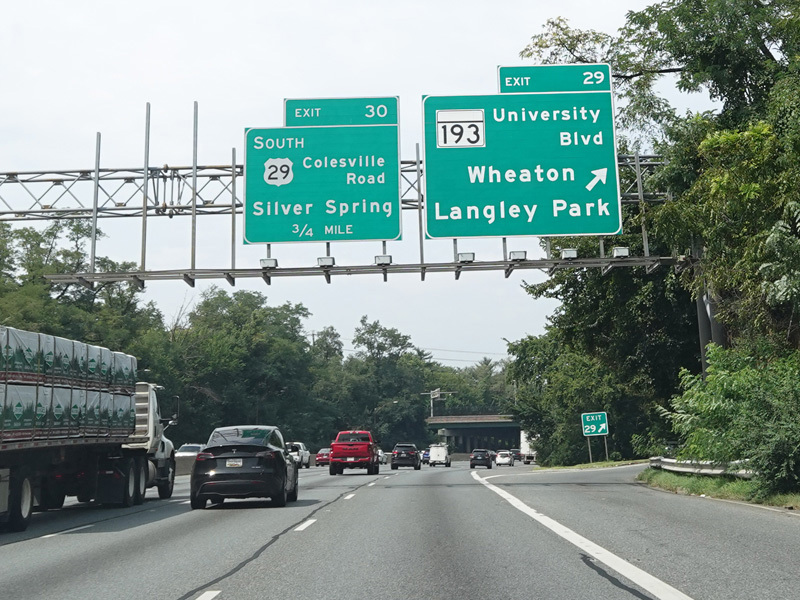 EXIT 30
SOUTH
29
Colesville
Road
Silver Spring
3/4 MILE
EXIT 29
193
University
Blvd
Wheaton
Langley Park
EXIT
29